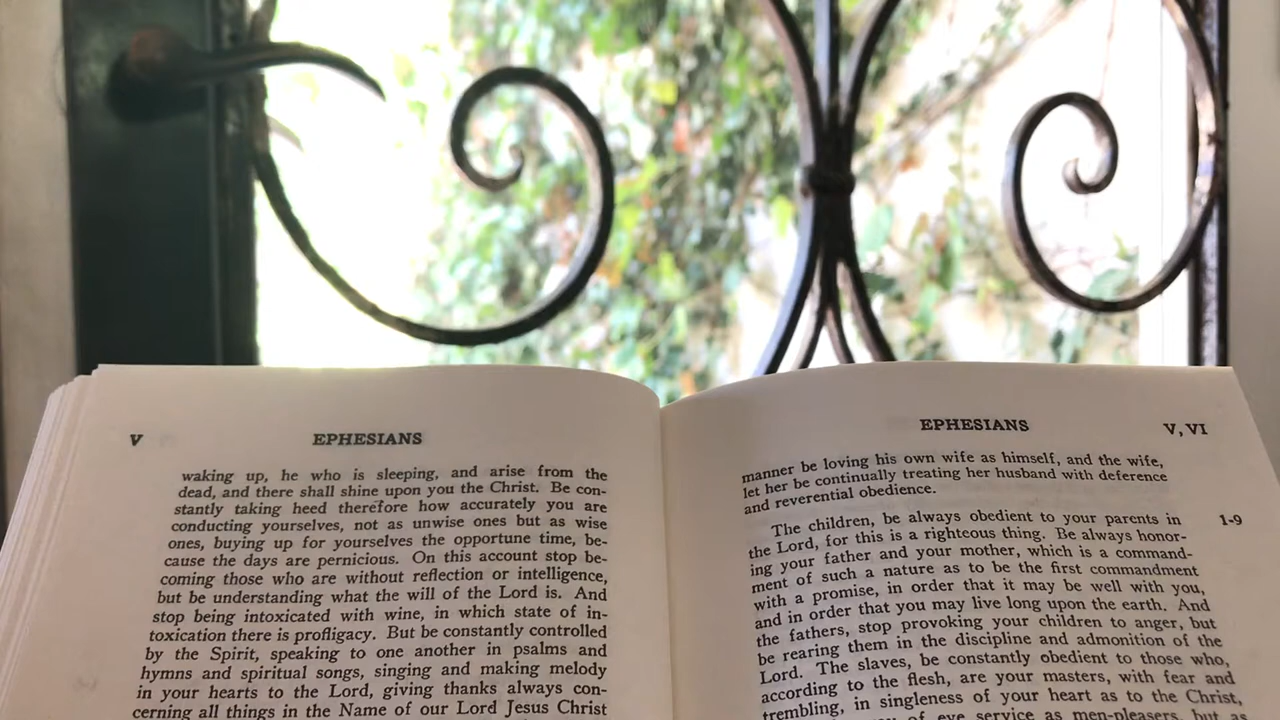 V EPHESIANS
waking up, he who is sleeping, and arise from the
dead, and there shall shine upon you the Christ. Be con-
stantly taking heed therefore how accurately you are
conducting yourselves, not as unwise ones but as wise
ones, buying up for yourselves the opportune time, be-
cause the days are pernicious. On this account stop be-
coming those who are without reflection or intelligence,
but be understanding what the will of the Lord is. And
stop being intoxicated with wine, in which state of in-
toxication there is profligacy. But be constantly controlled
by the Spirit, speaking to one another in psalms and
hymns and spiritual songs, singing and making melody
in your hearts to the Lord, giving thanks always con-
cerning all things in the Name of our Lord Jesus Christ
EPHESIANS V, VI
manner be loving his own wife as himself, and the wife,
let her be continually treating her husband with deference
and reverential obedience.
The children, be always obedient to your parents in 1-9
the Lord, for this is a righteous thing. Be always honor-
ing your father and your mother, which is a command-
ment of such a nature as to be the first commandment
with a promise, in order that it may be well with you,
and in order that you may live long upon the earth. And
the fathers, stop provoking your children to anger, but
be rearing them in the discipline and admonition of the
Lord. The slaves, be constantly obedient to those who,
according to the flesh, are your masters, with fear and
trembling, in singleness of your heart as to the Christ,
of eye service as men-pleasers, but as